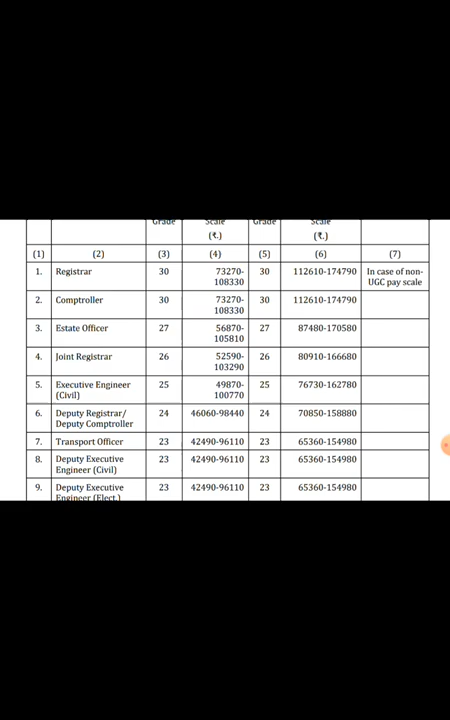 Grade Scale Grade Scale
(₹.) (₹.)
(1) (2) (3) (4) (5) (6) (7)
1. Registrar 30 73270- 30 112610-174790 In case of non-
108330 UGC pay scale
2. Comptroller 30 73270- 30 112610-174790
108330
3. Estate Officer 27 56870- 27 87480-170580
105810
4. Joint Registrar 26 52590- 26 80910-166680
103290
5. Executive Engineer 25 49870- 25 76730-162780
(Civil) 100770
6. Deputy Registrar/ 24 46060-98440 24 70850-158880
Deputy Comptroller
7. Transport Officer 23 42490-96110 23 65360-154980
8. Deputy Executive 23 42490-96110 23 65360-154980
Engineer (Civil)
9. Deputy Executive 23 42490-96110 23 65360-154980
Engineer (Elect.)